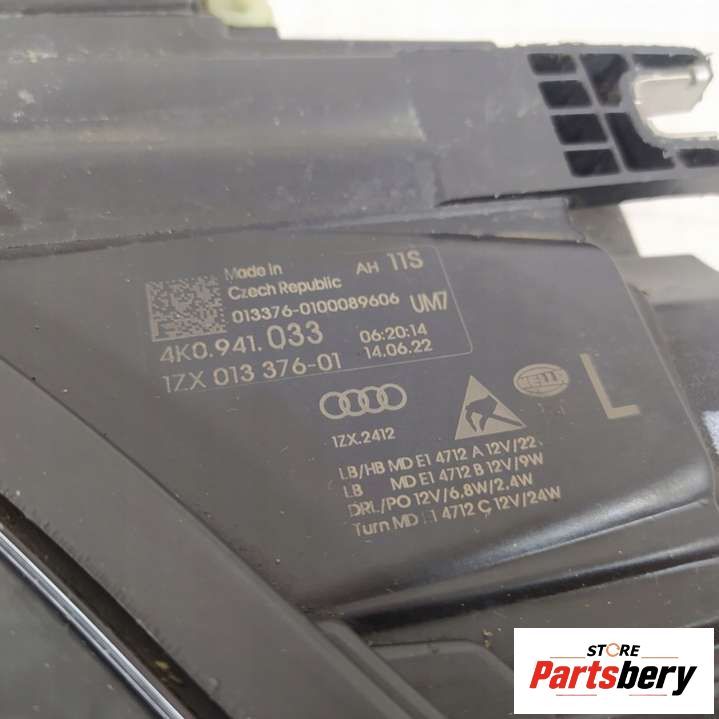 Made in
Czech Republic
AH 11S
013376-0100089606
UM7
4K0.941.033
06:20:14
1ZX 013 376-01
14.06.22
1ZX.2412
HELLA
L
LB/HB MD E1 4712 A 12V/22
LB MD E1 4712 B 12V/9W
DRL/PO 12V/6.8W/2.4W
Turn MD E1 4712 C 12V/24W
STORE
Partsbery